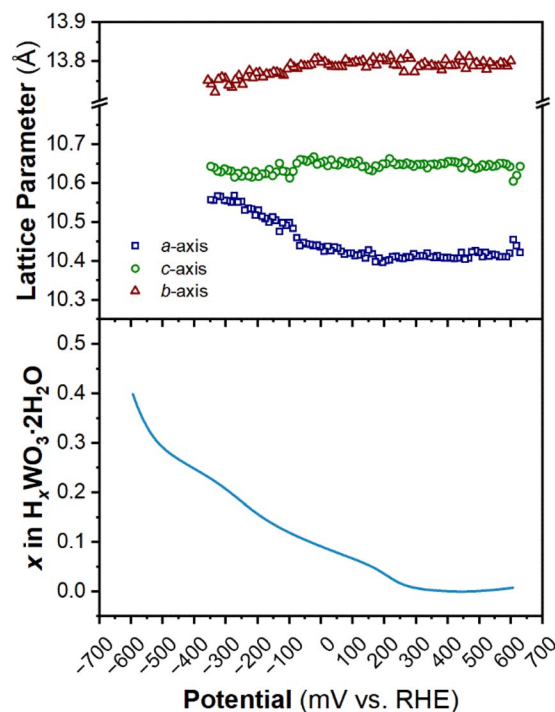 13.9
13.8
10.7
10.6
10.5
10.4
10.3
Lattice Parameter (Å)
a-axis
c-axis
b-axis
0.5
0.4
0.3
0.2
0.1
0.0
x in HₓWO₃·2H₂O
−700 −600 −500 −400 −300 −200 −100 0 100 200 300 400 500 600 700
Potential (mV vs. RHE)